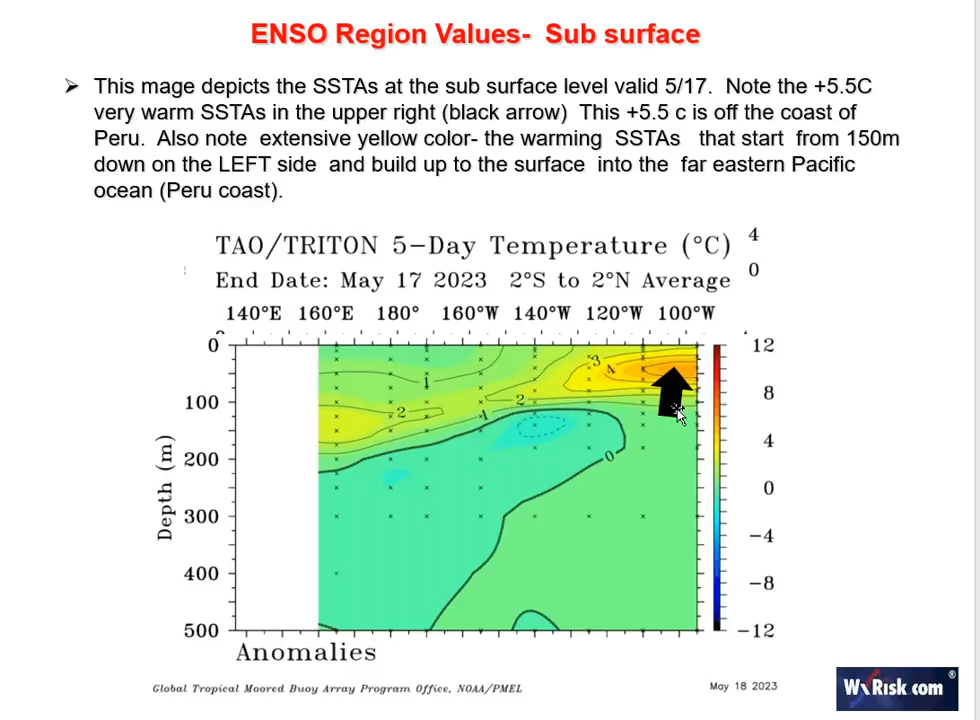 ENSO Region Values- Sub surface
This mage depicts the SSTAs at the sub surface level valid 5/17. Note the +5.5C
very warm SSTAs in the upper right (black arrow) This +5.5 c is off the coast of
Peru. Also note extensive yellow color- the warming SSTAs that start from 150m
down on the LEFT side and build up to the surface into the far eastern Pacific
ocean (Peru coast).
TAO/TRITON 5-Day Temperature (°C) 4
End Date: May 17 2023 2°S to 2°N Average 0
140°E 160°E 180° 160°W 140°W 120°W 100°W
0
100
200
300
400
500
Depth (m)
1
2
1
2
3
4
0
12
8
4
0
-4
-8
-12
Anomalies
Global Tropical Moored Buoy Array Program Office, NOAA/PMEL
May 18 2023
WxRisk com ®